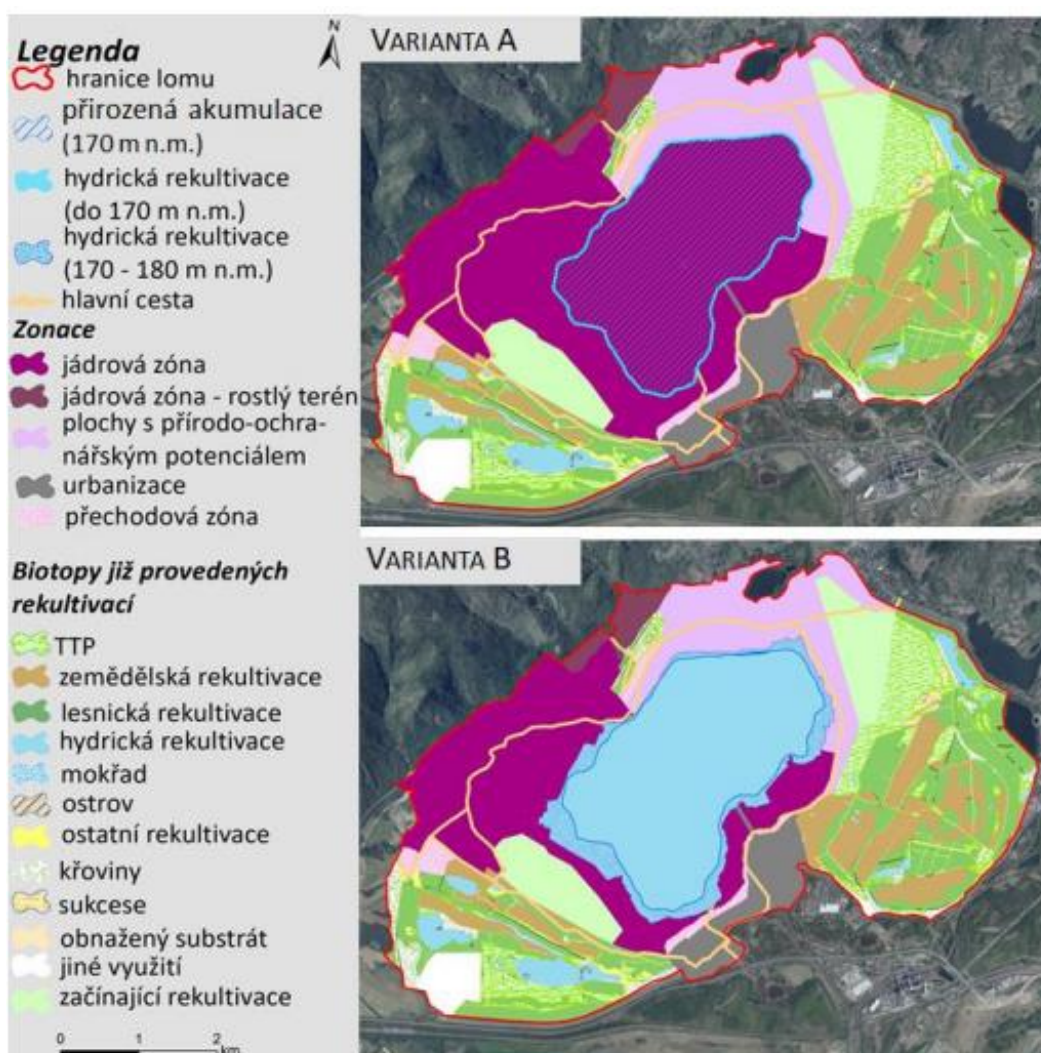 Legenda
N
hranice lomu
přirozená akumulace
(170 m n.m.)
hydrická rekultivace
(do 170 m n.m.)
hydrická rekultivace
(170 - 180 m n.m.)
hlavní cesta
Zonace
jádrová zóna
jádrová zóna - rostlý terén
plochy s přírodo-ochra-
nářským potenciálem
urbanizace
přechodová zóna
Biotopy již provedených
rekultivací
TTP
zemědělská rekultivace
lesnická rekultivace
hydrická rekultivace
mokřad
ostrov
ostatní rekultivace
křoviny
sukcese
obnažený substrát
jiné využití
začínající rekultivace
0 1 2
km
VARIANTA A
VARIANTA B